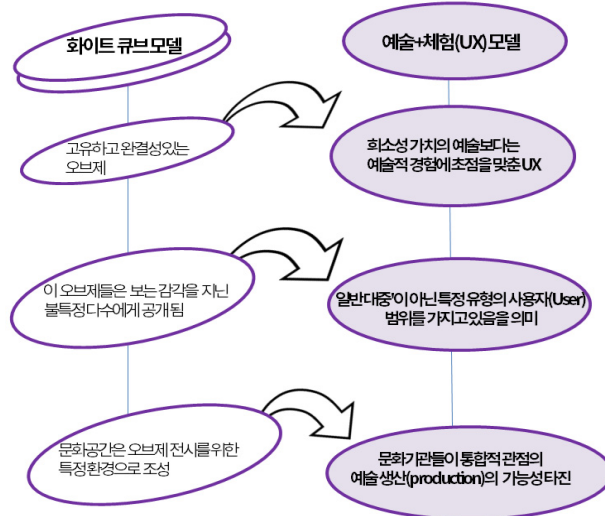 화이트 큐브 모델
예술+체험(UX) 모델
고유하고 완결성있는
오브제
희소성 가치의 예술보다는
예술적 경험에 초점을 맞춘 UX
이 오브제들은 보는 감각을 지닌
불특정 다수에게 공개 됨
일반 대중'이 아닌 특정 유형의 사용자(User)
범위를 가지고 있음을 의미
문화공간은 오브제 전시를 위한
특정 환경으로 조성
문화기관들이 통합적 관점의
예술 생산(production)의 가능성 타진